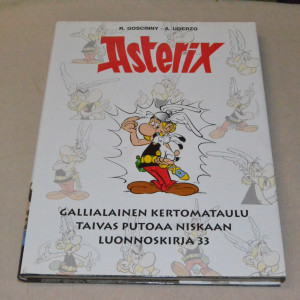 R. GOSCINNY - A. UDERZO
Asterix
GALLIALAINEN KERTOMATAULU
TAIVAS PUTOAA NISKAAN
LUONNOSKIRJA 33